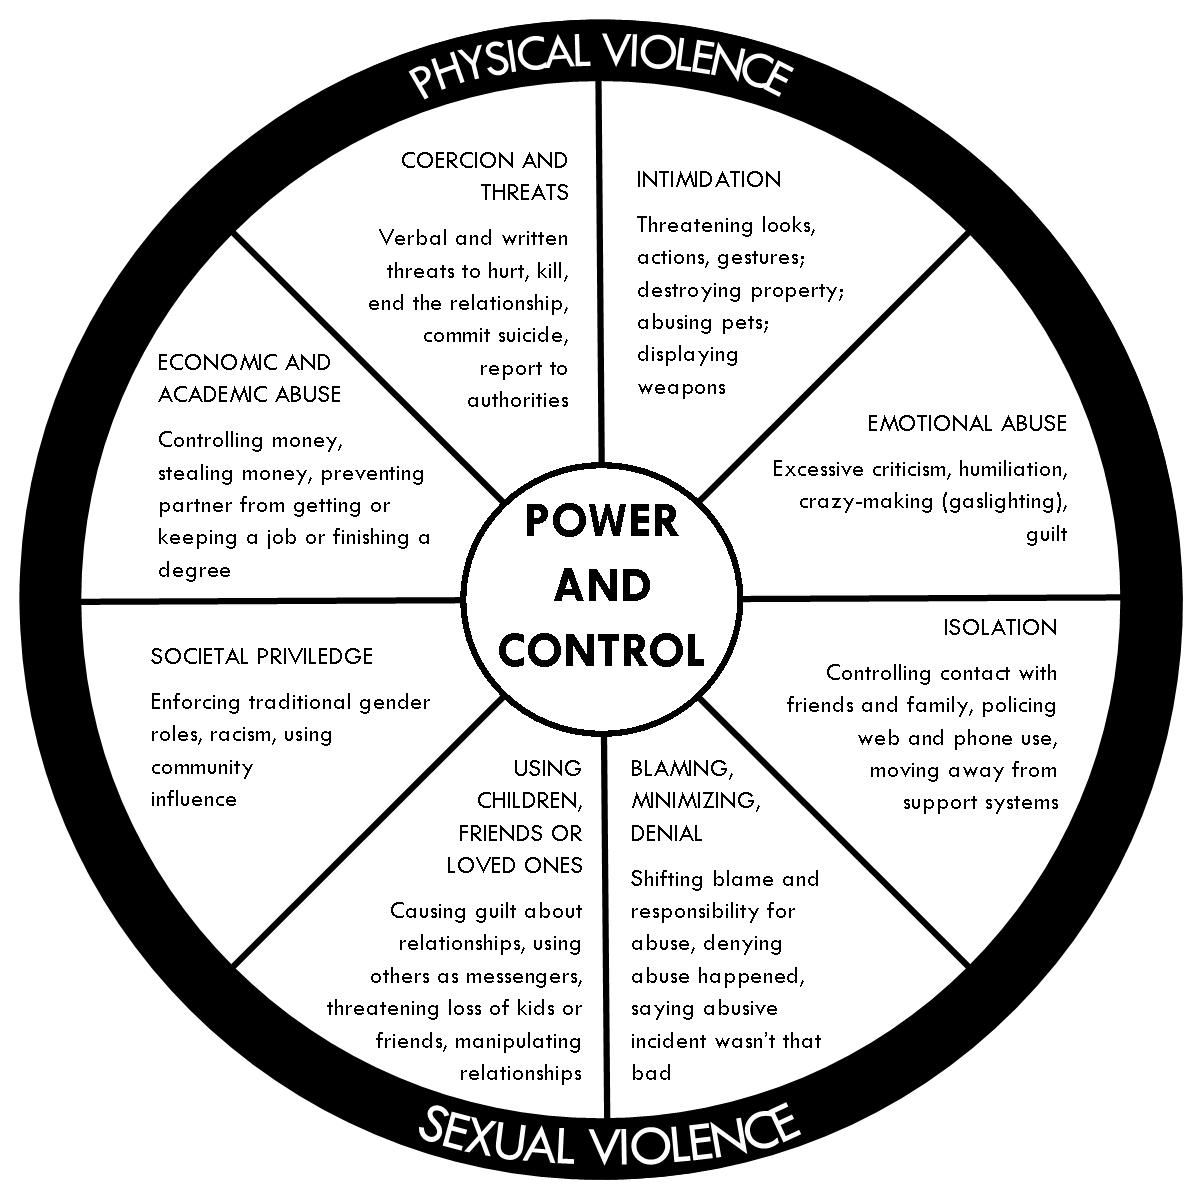 PHYSICAL VIOLENCE
COERCION AND
THREATS
Verbal and written
threats to hurt, kill,
end the relationship,
commit suicide,
report to
authorities
INTIMIDATION
Threatening looks,
actions, gestures;
destroying property;
abusing pets;
displaying
weapons
ECONOMIC AND
ACADEMIC ABUSE
Controlling money,
stealing money, preventing
partner from getting or
keeping a job or finishing a
degree
EMOTIONAL ABUSE
Excessive criticism, humiliation,
crazy-making (gaslighting),
guilt
POWER
AND
CONTROL
SOCIETAL PRIVILEDGE
Enforcing traditional gender
roles, racism, using
community
influence
ISOLATION
Controlling contact with
friends and family, policing
web and phone use,
moving away from
support systems
USING
CHILDREN,
FRIENDS OR
LOVED ONES
Causing guilt about
relationships, using
others as messengers,
threatening loss of kids or
friends, manipulating
relationships
BLAMING,
MINIMIZING,
DENIAL
Shifting blame and
responsibility for
abuse, denying
abuse happened,
saying abusive
incident wasn't that
bad
SEXUAL VIOLENCE